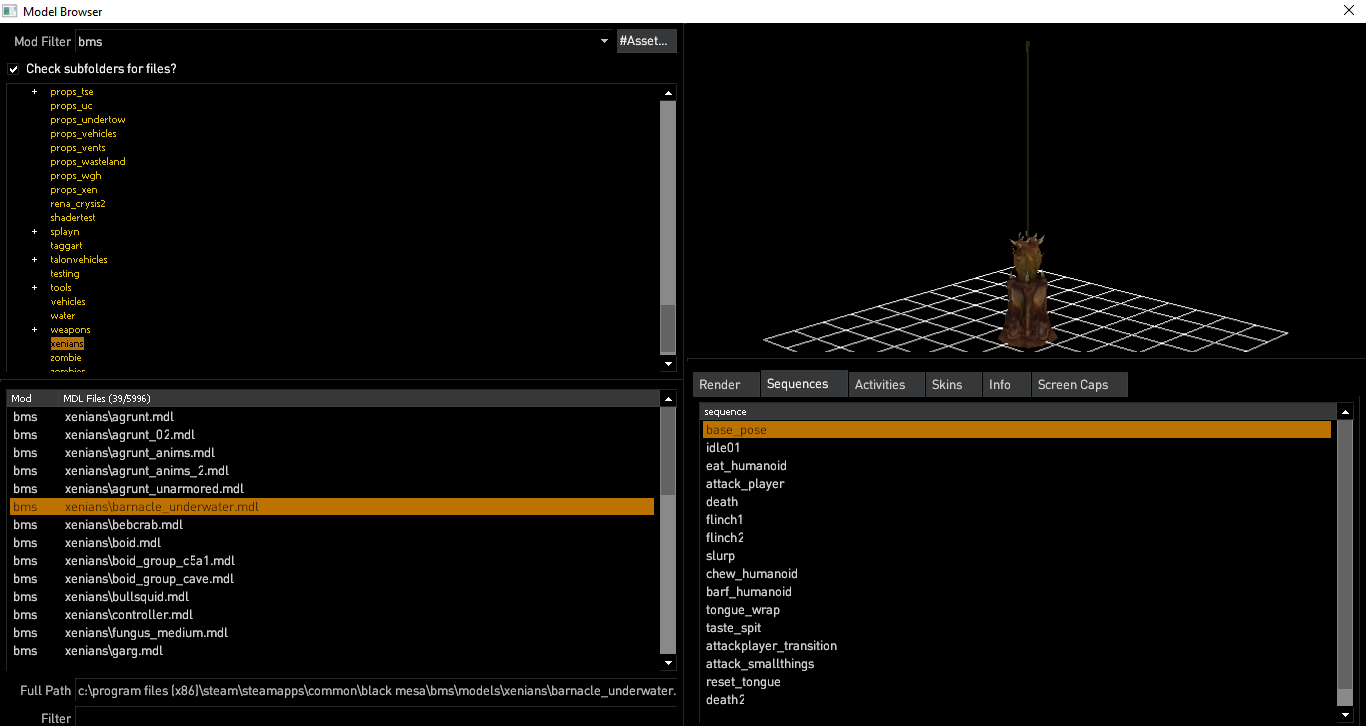 Model Browser
Mod Filter bms #Asset...
Check subfolders for files?
+ props_tse
props_uc
props_undertow
props_vehicles
props_vents
props_wasteland
props_wgh
props_xen
rena_crysis2
shadertest
+ splayn
taggart
+ talonvehicles
testing
+ tools
vehicles
water
+ weapons
xenians
zombie
zombies
Mod MDL Files (39/5996)
bms xenians\agrunt.mdl
bms xenians\agrunt_02.mdl
bms xenians\agrunt_anims.mdl
bms xenians\agrunt_anims_2.mdl
bms xenians\agrunt_unarmored.mdl
bms xenians\barnacle_underwater.mdl
bms xenians\bebcrab.mdl
bms xenians\boid.mdl
bms xenians\boid_group_c5a1.mdl
bms xenians\boid_group_cave.mdl
bms xenians\bullsquid.mdl
bms xenians\controller.mdl
bms xenians\fungus_medium.mdl
bms xenians\garg.mdl
Full Path c:\program files (x86)\steam\steamapps\common\black mesa\bms\models\xenians\barnacle_underwater.
Filter
Render Sequences Activities Skins Info Screen Caps
sequence
base_pose
idle01
eat_humanoid
attack_player
death
flinch1
flinch2
slurp
chew_humanoid
barf_humanoid
tongue_wrap
taste_spit
attackplayer_transition
attack_smallthings
reset_tongue
death2